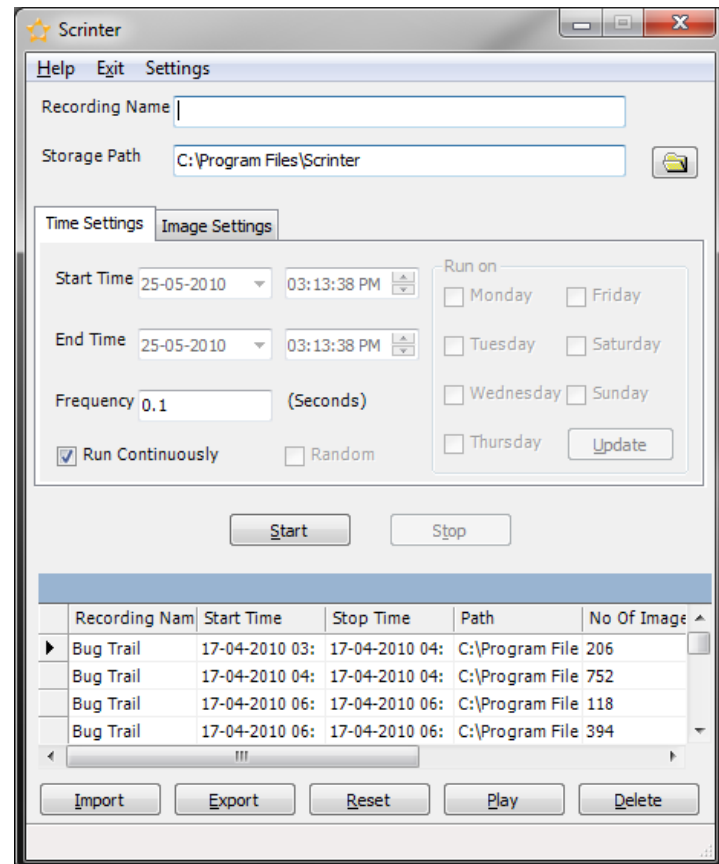 Scrinter
Help Exit Settings
Recording Name
Storage Path C:\Program Files\Scrinter
Time Settings Image Settings
Start Time 25-05-2010 03:13:38 PM
End Time 25-05-2010 03:13:38 PM
Frequency 0.1 (Seconds)
Run Continuously Random
Run on
Monday Friday
Tuesday Saturday
Wednesday Sunday
Thursday Update
Start Stop
Recording Nam Start Time Stop Time Path No Of Image
Bug Trail 17-04-2010 03: 17-04-2010 04: C:\Program File 206
Bug Trail 17-04-2010 04: 17-04-2010 04: C:\Program File 752
Bug Trail 17-04-2010 06: 17-04-2010 06: C:\Program File 118
Bug Trail 17-04-2010 06: 17-04-2010 06: C:\Program File 394
Import Export Reset Play Delete